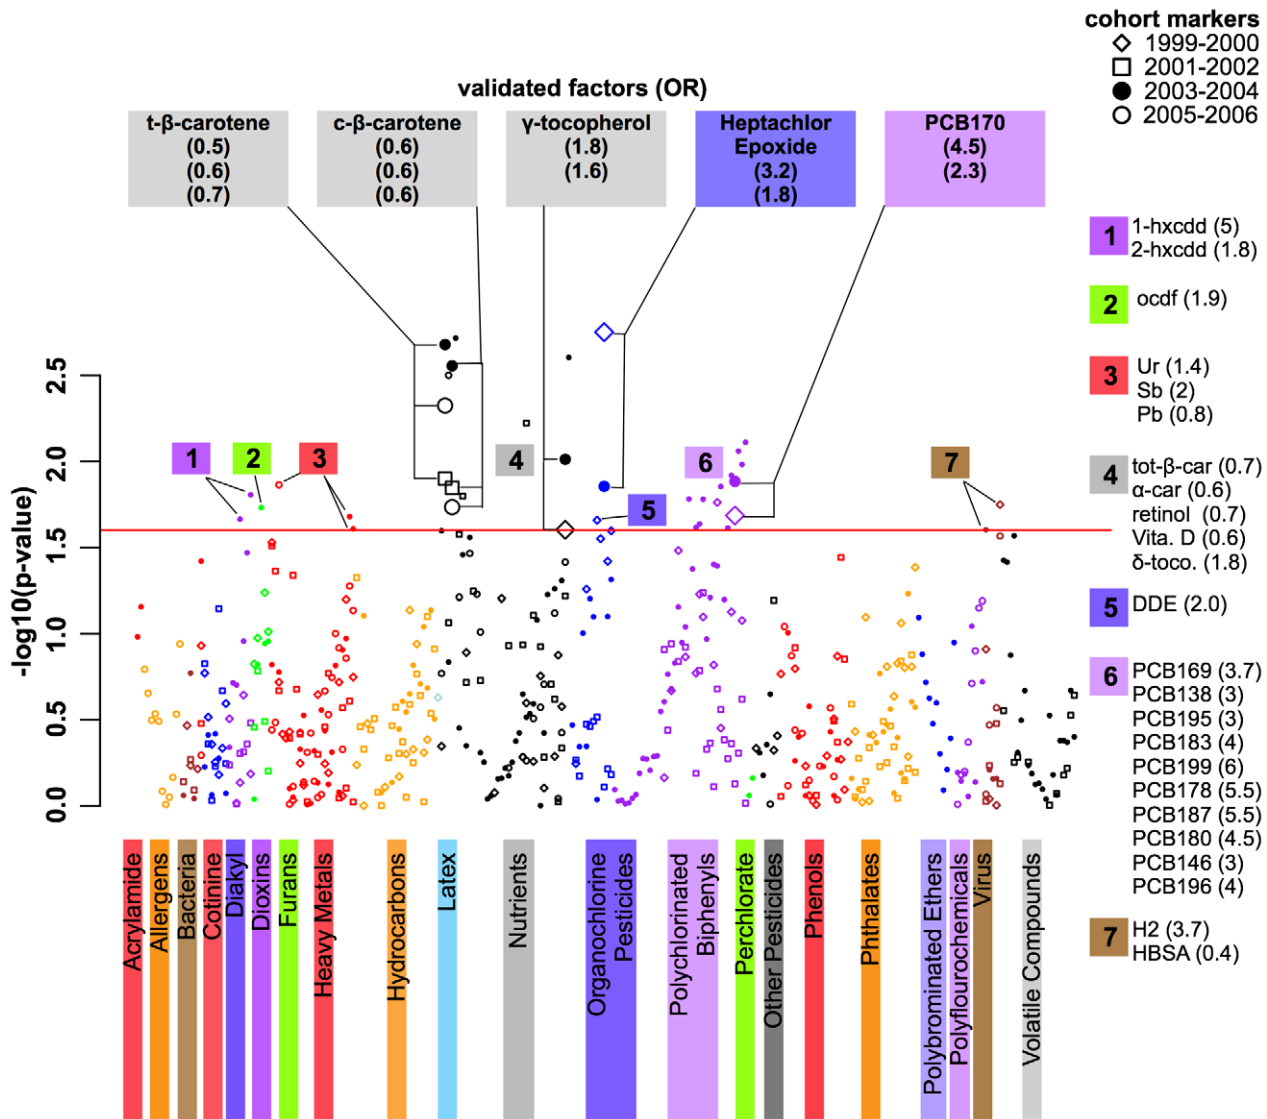 cohort markers
1999-2000
2001-2002
2003-2004
2005-2006
validated factors (OR)
t-β-carotene
(0.5)
(0.6)
(0.7)
c-β-carotene
(0.6)
(0.6)
(0.6)
γ-tocopherol
(1.8)
(1.6)
Heptachlor
Epoxide
(3.2)
(1.8)
PCB170
(4.5)
(2.3)
1
1-hxcdd (5)
2-hxcdd (1.8)
2
ocdf (1.9)
3
Ur (1.4)
Sb (2)
Pb (0.8)
4
tot-β-car (0.7)
α-car (0.6)
retinol (0.7)
Vita. D (0.6)
δ-toco. (1.8)
5
DDE (2.0)
6
PCB169 (3.7)
PCB138 (3)
PCB195 (3)
PCB183 (4)
PCB199 (6)
PCB178 (5.5)
PCB187 (5.5)
PCB180 (4.5)
PCB146 (3)
PCB196 (4)
7
H2 (3.7)
HBSA (0.4)
-log10(p-value)
2.5
2.0
1.5
1.0
0.5
0.0
1
2
3
4
5
6
7
Acrylamide
Allergens
Bacteria
Cotinine
Diakyl
Dioxins
Furans
Heavy Metals
Hydrocarbons
Latex
Nutrients
Organochlorine
Pesticides
Polychlorinated
Biphenyls
Perchlorate
Other Pesticides
Phenols
Phthalates
Polybrominated Ethers
Polyflourochemicals
Virus
Volatile Compounds